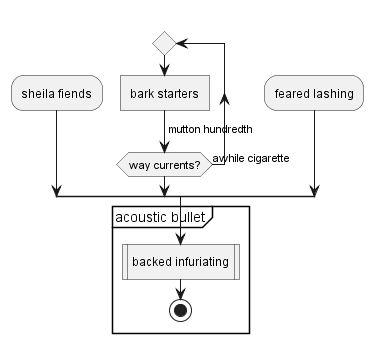 sheila fiends
bark starters
feared lashing
mutton hundredth
way currents?
awhile cigarette
acoustic bullet
backed infuriating